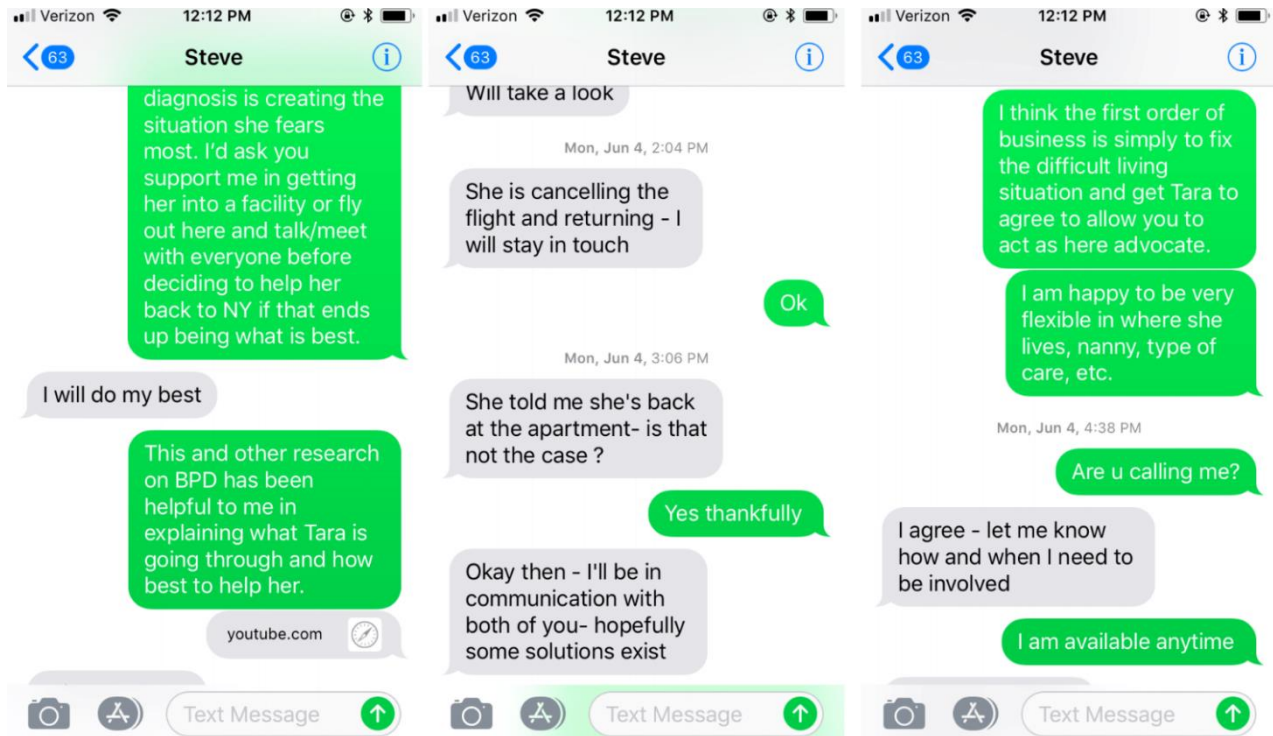 Verizon 12:12 PM
63 Steve
diagnosis is creating the
situation she fears
most. I'd ask you
support me in getting
her into a facility or fly
out here and talk/meet
with everyone before
deciding to help her
back to NY if that ends
up being what is best.
I will do my best
This and other research
on BPD has been
helpful to me in
explaining what Tara is
going through and how
best to help her.
youtube.com
Text Message
Verizon 12:12 PM
63 Steve
Will take a look
Mon, Jun 4, 2:04 PM
She is cancelling the
flight and returning - I
will stay in touch
Ok
Mon, Jun 4, 3:06 PM
She told me she's back
at the apartment- is that
not the case ?
Yes thankfully
Okay then - I'll be in
communication with
both of you- hopefully
some solutions exist
Text Message
Verizon 12:12 PM
63 Steve
I think the first order of
business is simply to fix
the difficult living
situation and get Tara to
agree to allow you to
act as here advocate.
I am happy to be very
flexible in where she
lives, nanny, type of
care, etc.
Mon, Jun 4, 4:38 PM
Are u calling me?
I agree - let me know
how and when I need to
be involved
I am available anytime
Text Message